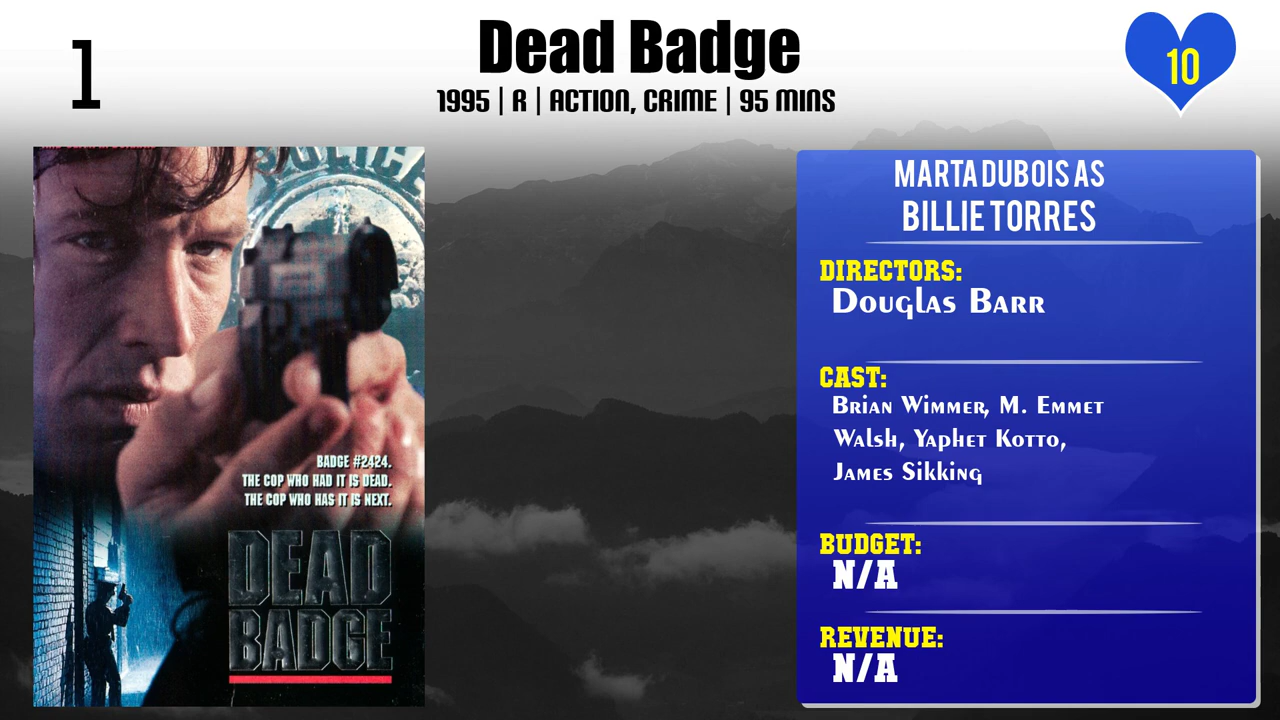 1
Dead Badge
1995 | R | ACTION, CRIME | 95 MINS
10
BADGE #2424.
THE COP WHO HAD IT IS DEAD.
THE COP WHO HAS IT IS NEXT.
DEAD
BADGE
MARTA DUBOIS AS
BILLIE TORRES
DIRECTORS:
Douglas Barr
CAST:
Brian Wimmer, M. Emmet
Walsh, Yaphet Kotto,
James Sikking
BUDGET:
N/A
REVENUE:
N/A